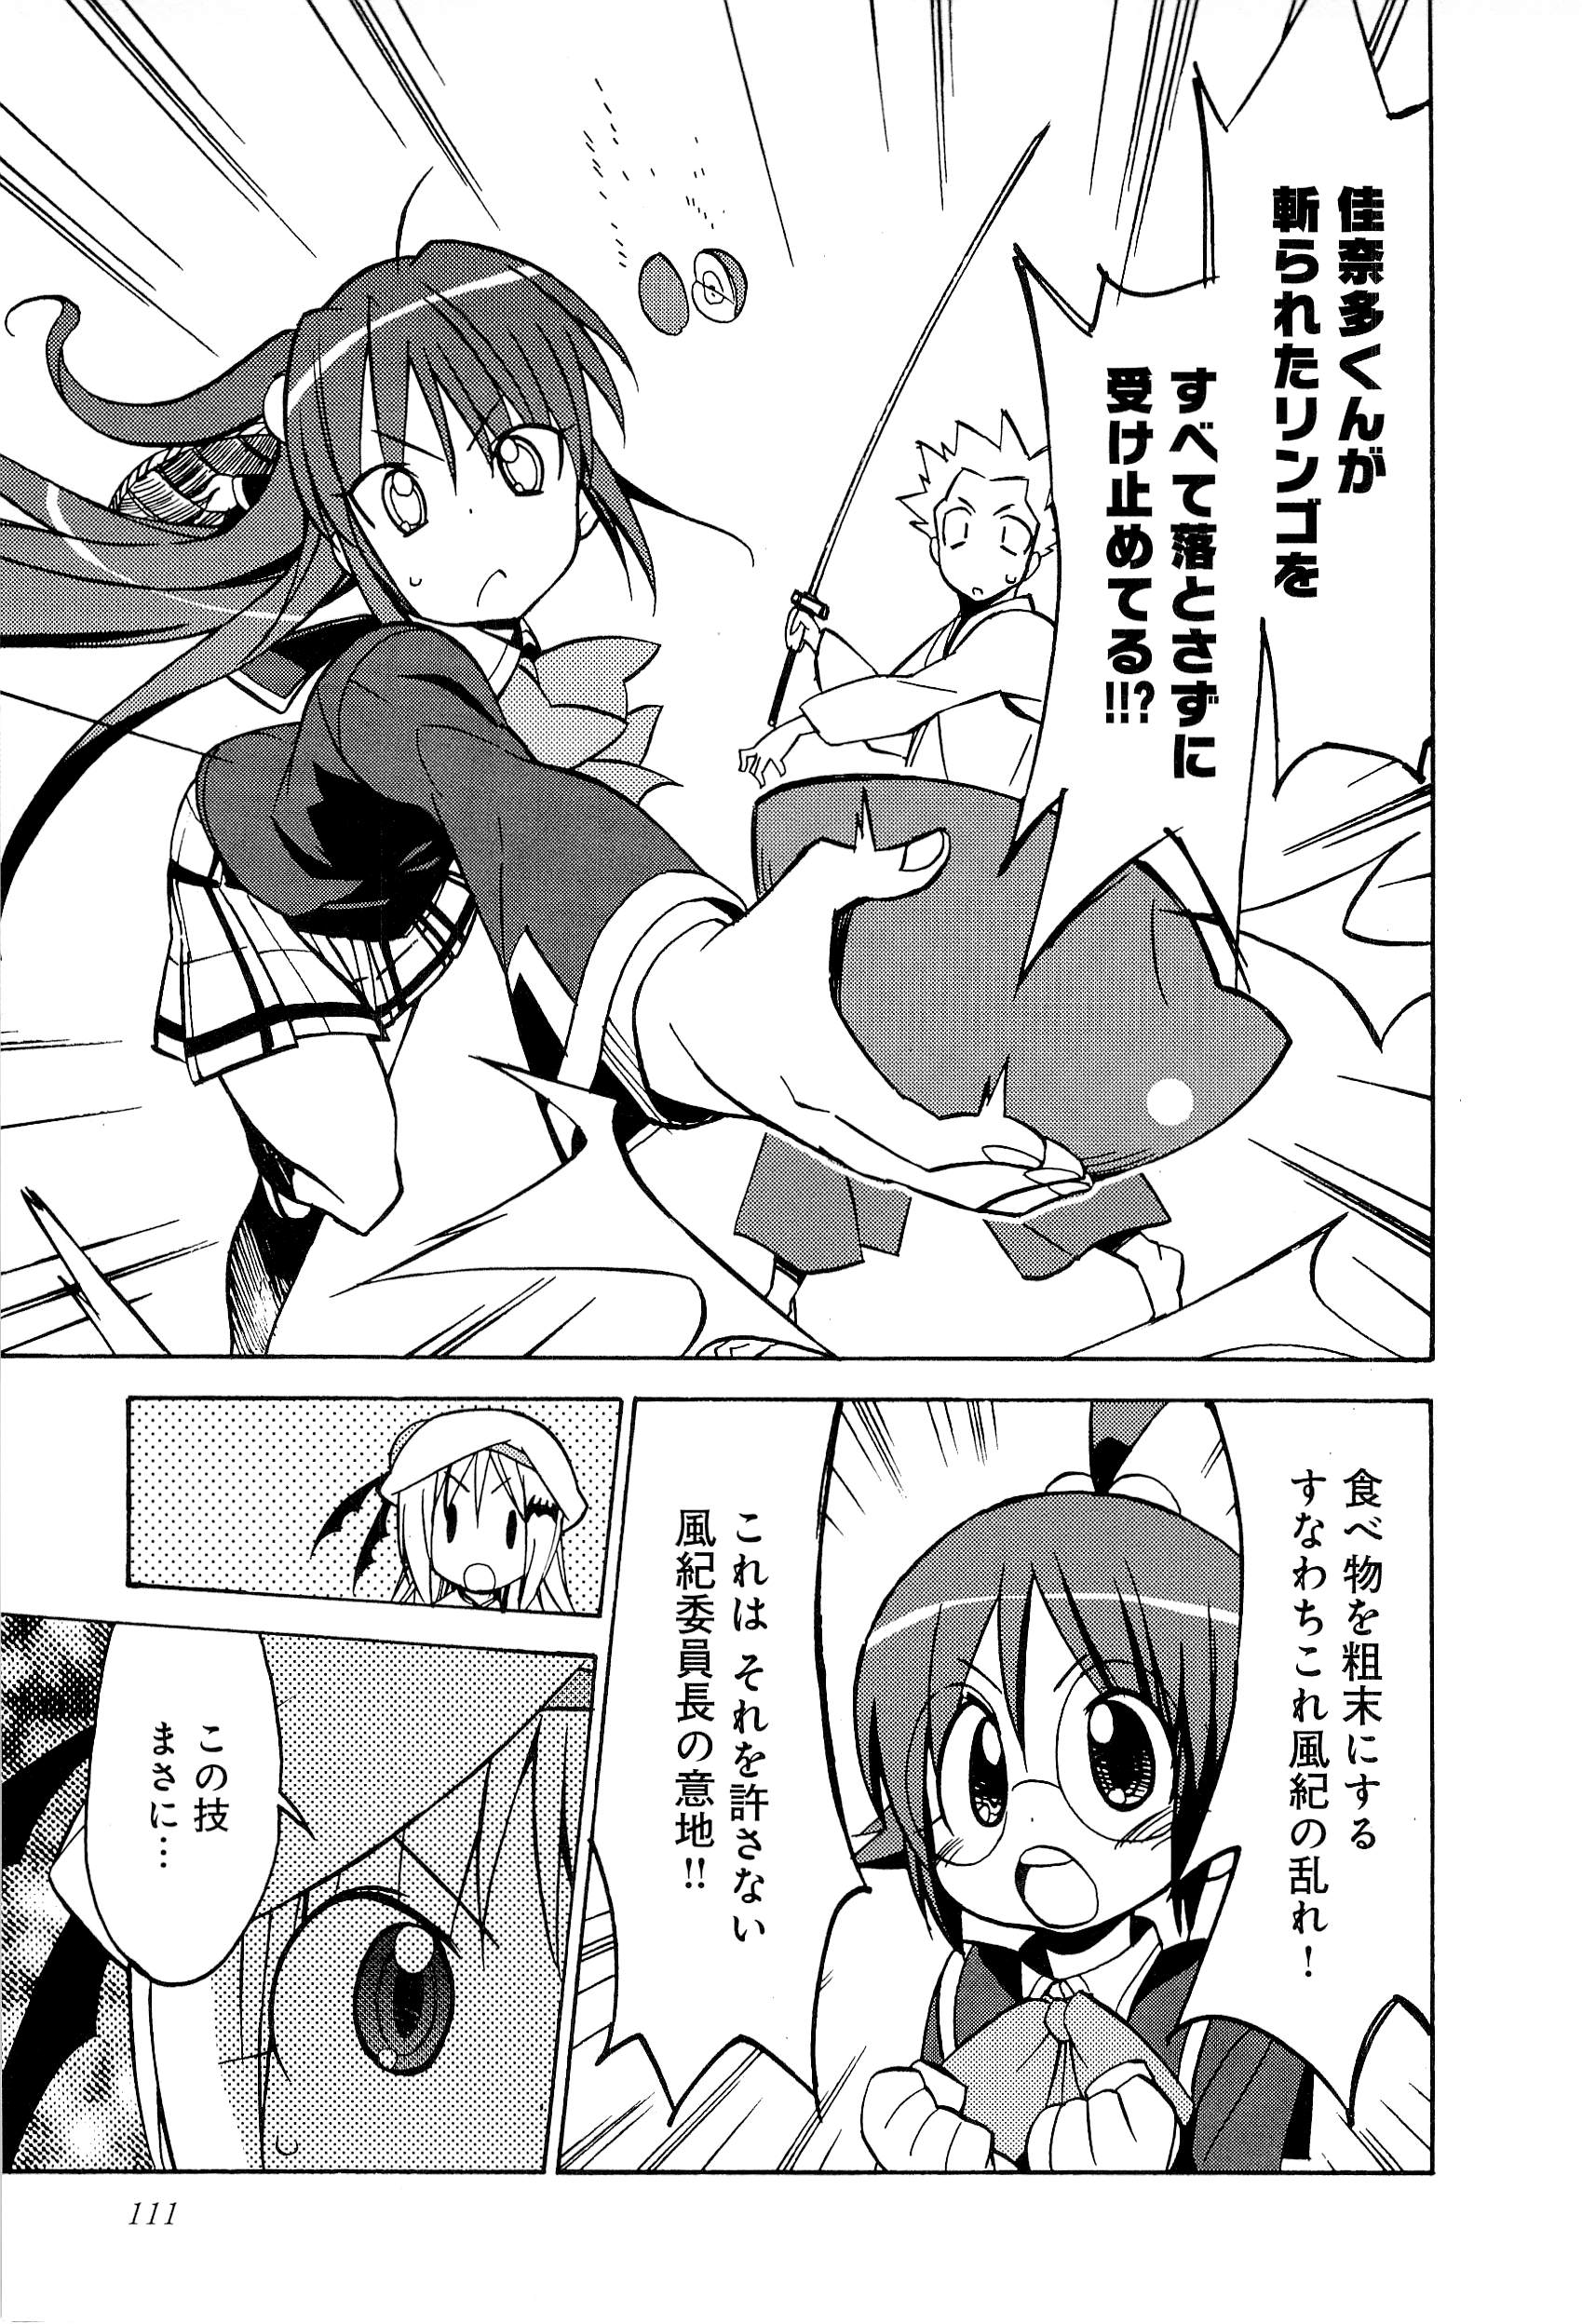 佳奈多くんが
斬られたリンゴを
すべて落とさずに
受け止めてる!!?
食べ物を粗末にする
すなわちこれ風紀の乱れ!
これは それを許さない
風紀委員長の意地!!
この技
まさに…
111